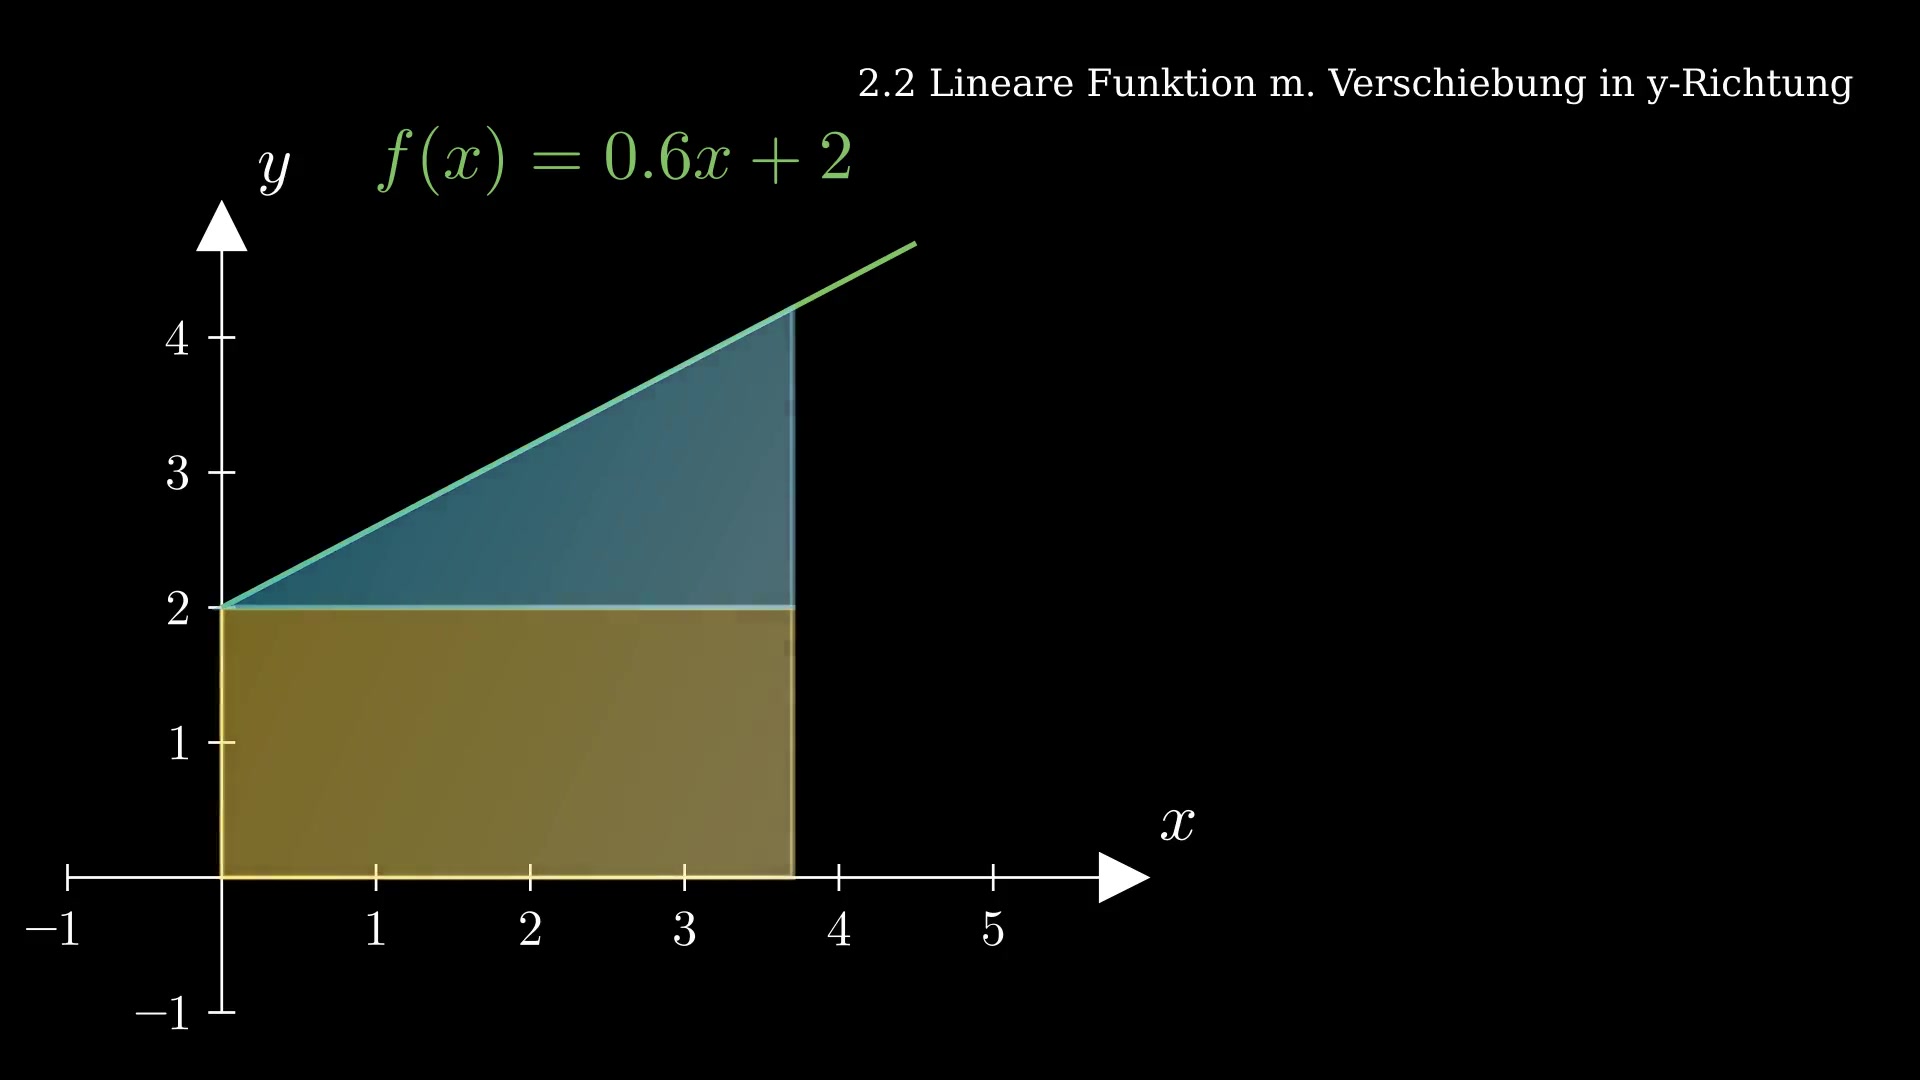 2.2 Lineare Funktion m. Verschiebung in y-Richtung
y
f(x) = 0.6x + 2
4
3
2
1
x
−1
1
2
3
4
5
−1